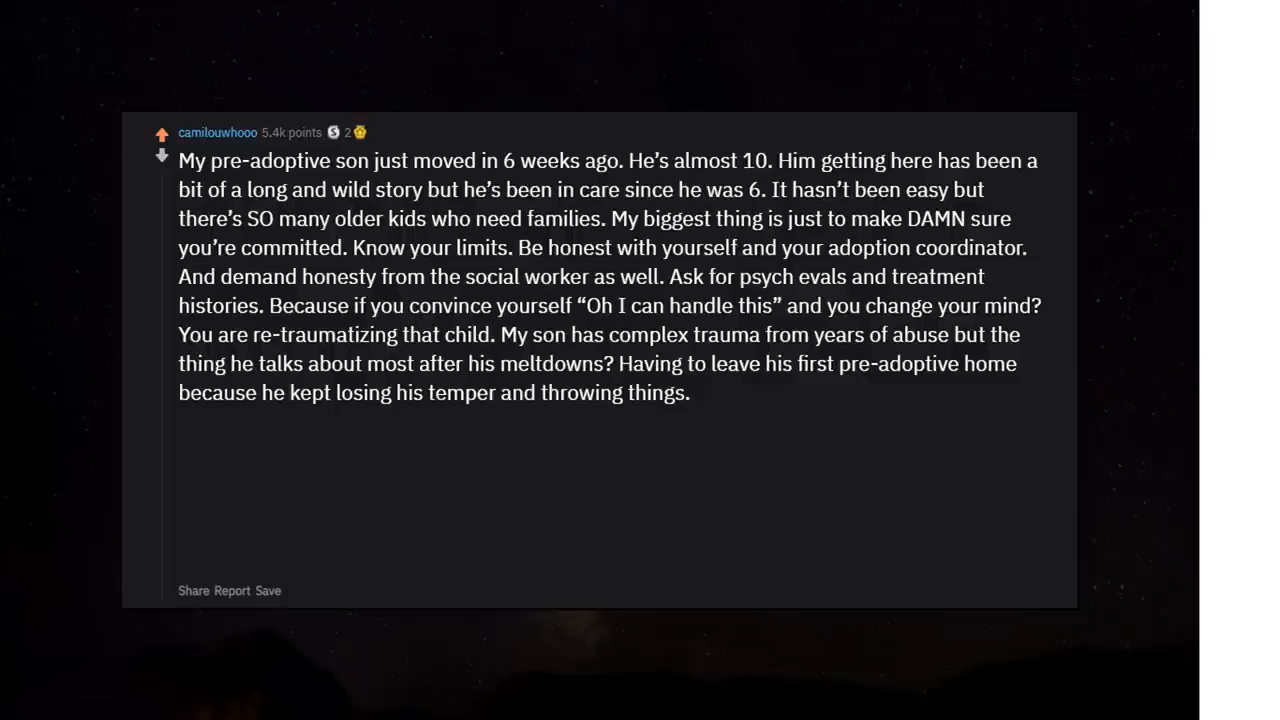 camilouwhooo 5.4k points S 2
My pre-adoptive son just moved in 6 weeks ago. He’s almost 10. Him getting here has been a
bit of a long and wild story but he’s been in care since he was 6. It hasn’t been easy but
there’s SO many older kids who need families. My biggest thing is just to make DAMN sure
you’re committed. Know your limits. Be honest with yourself and your adoption coordinator.
And demand honesty from the social worker as well. Ask for psych evals and treatment
histories. Because if you convince yourself “Oh I can handle this” and you change your mind?
You are re-traumatizing that child. My son has complex trauma from years of abuse but the
thing he talks about most after his meltdowns? Having to leave his first pre-adoptive home
because he kept losing his temper and throwing things.
Share Report Save